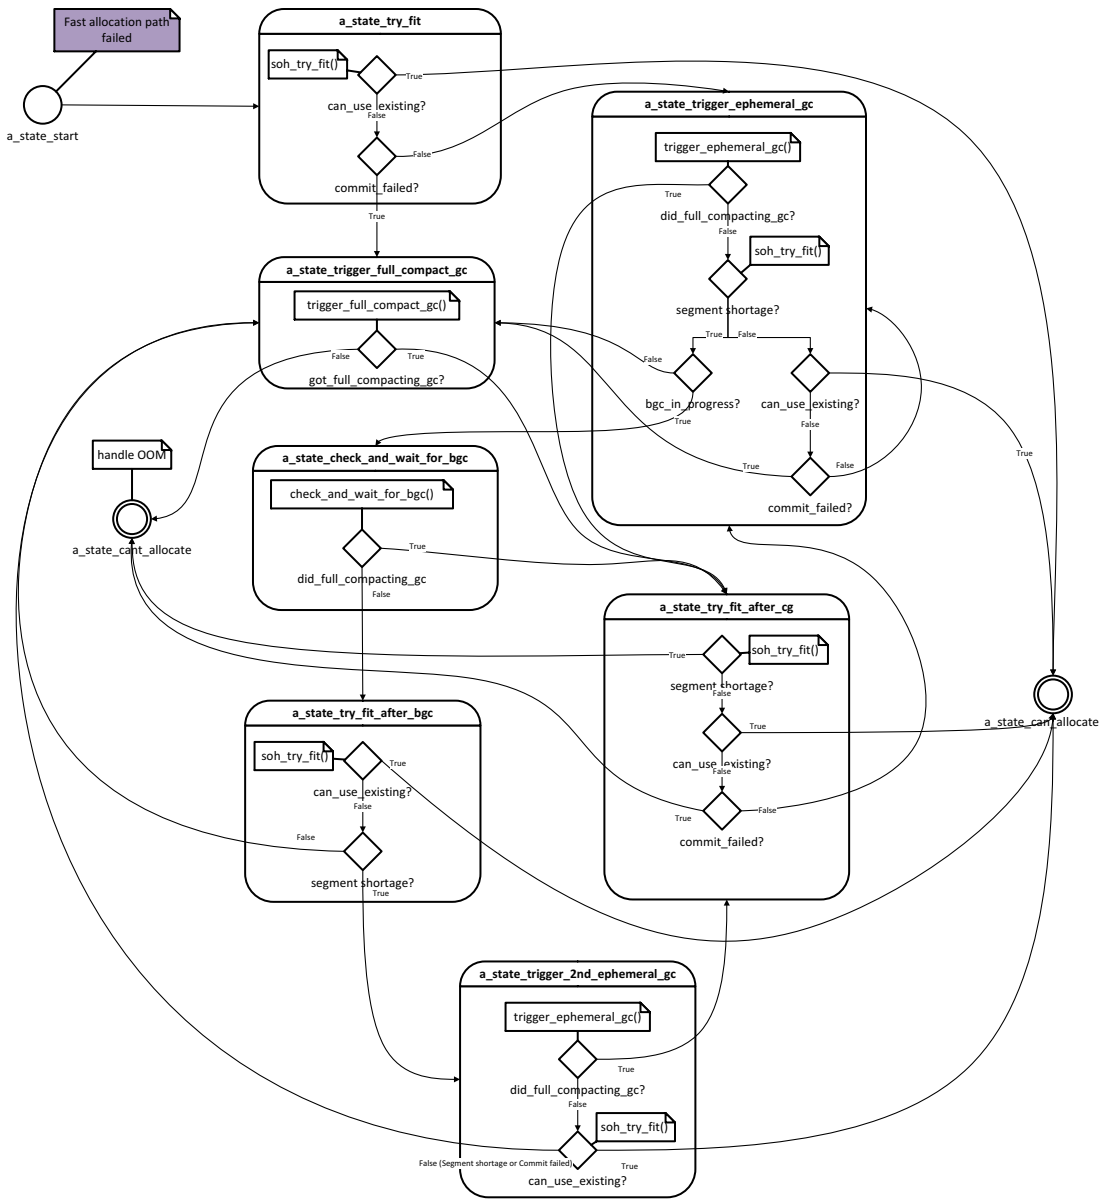 Fast allocation path
failed
a_state_start
a_state_try_fit
soh_try_fit()
True
can_use_existing?
False
False
commit_failed?
True
a_state_trigger_ephemeral_gc
trigger_ephemeral_gc()
True
did_full_compacting_gc?
False
soh_try_fit()
segment shortage?
True
False
False
bgc_in_progress?
True
can_use_existing?
False
True
True
False
commit_failed?
a_state_trigger_full_compact_gc
trigger_full_compact_gc()
False
True
got_full_compacting_gc?
handle OOM
a_state_cant_allocate
a_state_check_and_wait_for_bgc
check_and_wait_for_bgc()
True
did_full_compacting_gc
False
a_state_try_fit_after_cg
soh_try_fit()
True
segment shortage?
False
True
can_use_existing?
False
True
False
commit_failed?
a_state_can_allocate
a_state_try_fit_after_bgc
soh_try_fit()
True
can_use_existing?
False
False
segment shortage?
True
a_state_trigger_2nd_ephemeral_gc
trigger_ephemeral_gc()
True
did_full_compacting_gc?
False
soh_try_fit()
False (Segment shortage or Commit failed)
True
can_use_existing?